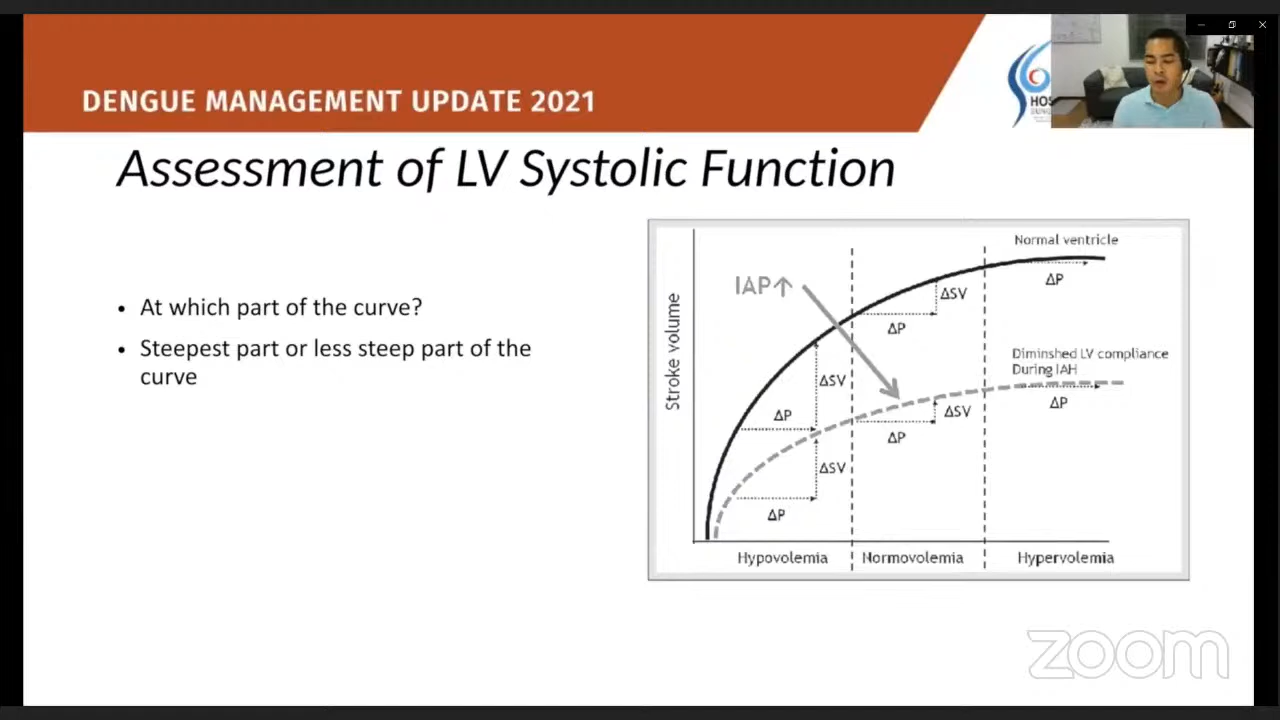 DENGUE MANAGEMENT UPDATE 2021
HOS
Assessment of LV Systolic Function
• At which part of the curve?
• Steepest part or less steep part of the
curve
Stroke volume
IAP↑
Normal ventricle
ΔP
ΔSV
ΔP
Diminshed LV compliance
During IAH
ΔSV
ΔP
ΔP
ΔSV
ΔP
ΔSV
ΔP
Hypovolemia
Normovolemia
Hypervolemia
zoom